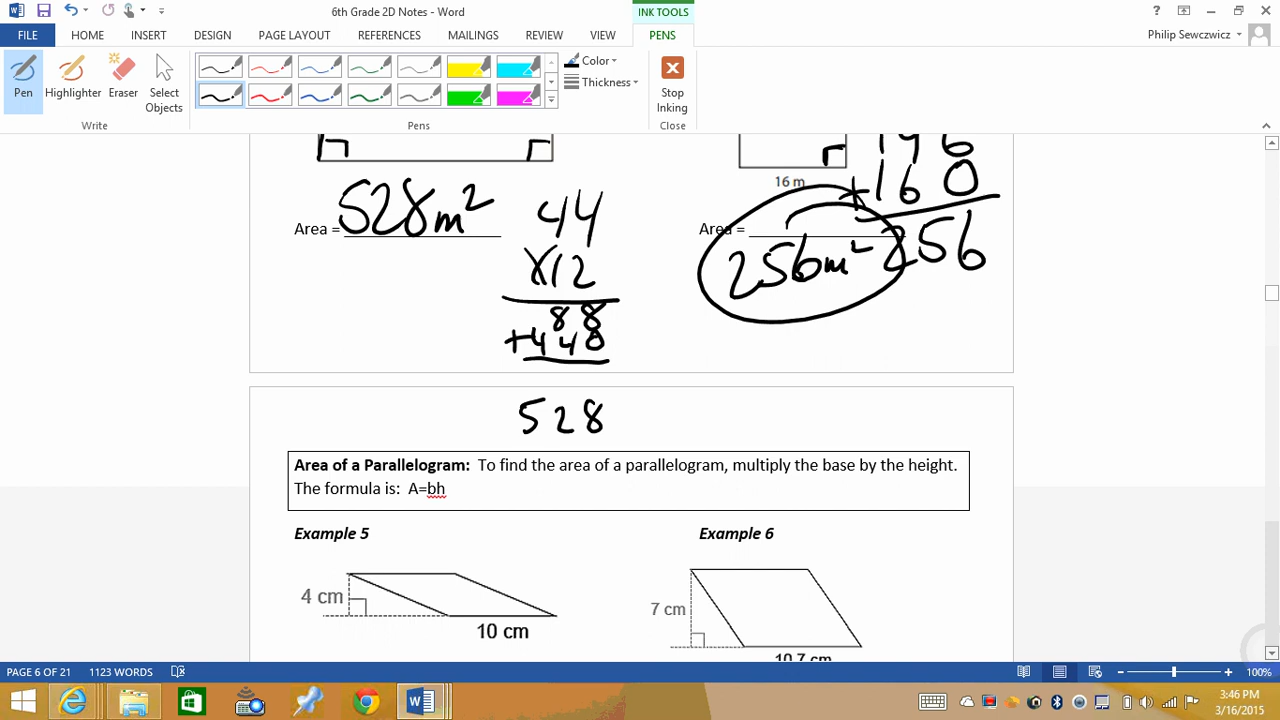 6th Grade 2D Notes - Word
INK TOOLS
?
FILE
HOME
INSERT
DESIGN
PAGE LAYOUT
REFERENCES
MAILINGS
REVIEW
VIEW
PENS
Philip Sewczwicz
Pen
Highlighter
Eraser
Select Objects
Color
Thickness
Stop Inking
Write
Pens
Close
16 m
+160
Area = 528m²
44
x12
88
+440
528
Area =
256m²
256
Area of a Parallelogram: To find the area of a parallelogram, multiply the base by the height.
The formula is: A=bh
Example 5
Example 6
4 cm
10 cm
7 cm
10.7 cm
PAGE 6 OF 21
1123 WORDS
100%
3:46 PM
3/16/2015